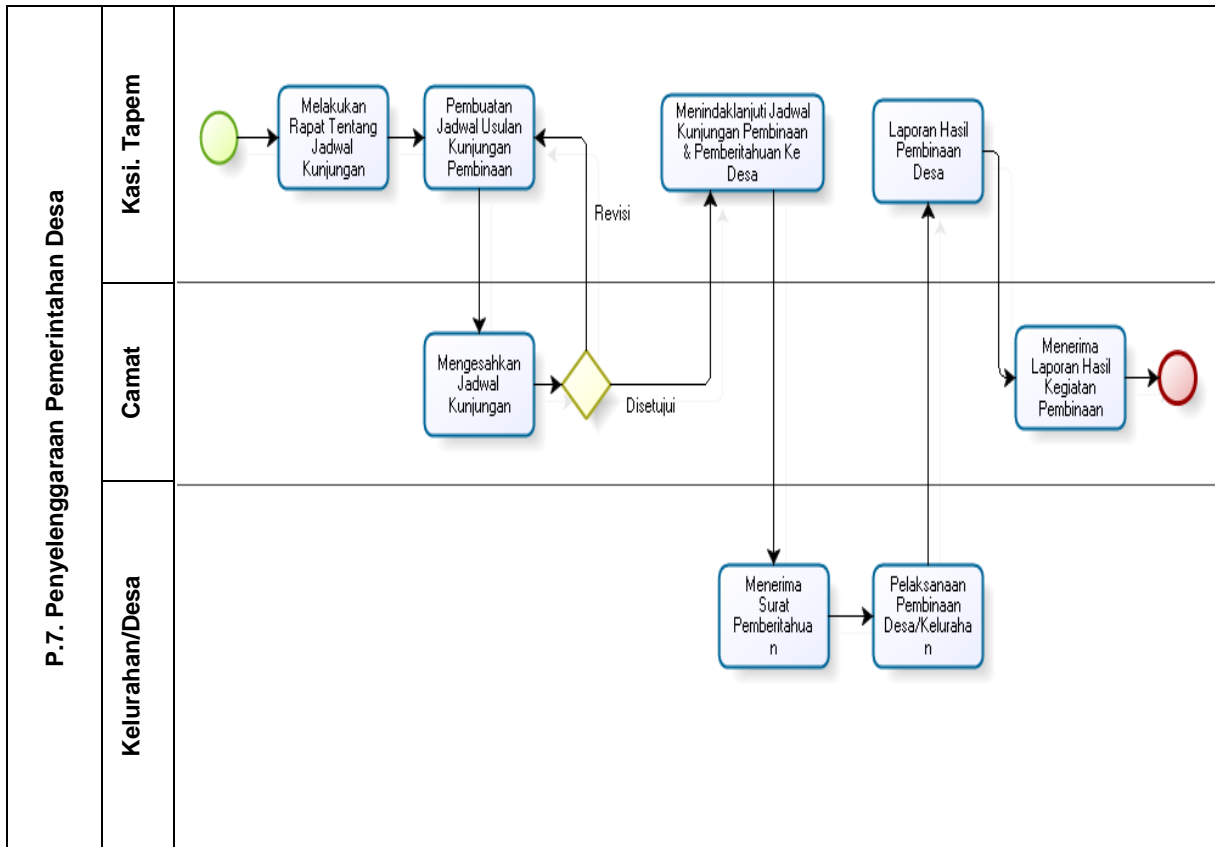 P.7. Penyelenggaraan Pemerintahan Desa
Kasi. Tapem
Melakukan
Rapat Tentang
Jadwal
Kunjungan
Pembuatan
Jadwal Usulan
Kunjungan
Pembinaan
Revisi
Menindaklanjuti Jadwal
Kunjungan Pembinaan
& Pemberitahuan Ke
Desa
Laporan Hasil
Pembinaan
Desa
Camat
Mengesahkan
Jadwal
Kunjungan
Disetujui
Menerima
Laporan Hasil
Kegiatan
Pembinaan
Kelurahan/Desa
Menerima
Surat
Pemberitahua
n
Pelaksanaan
Pembinaan
Desa/Keluraha
n